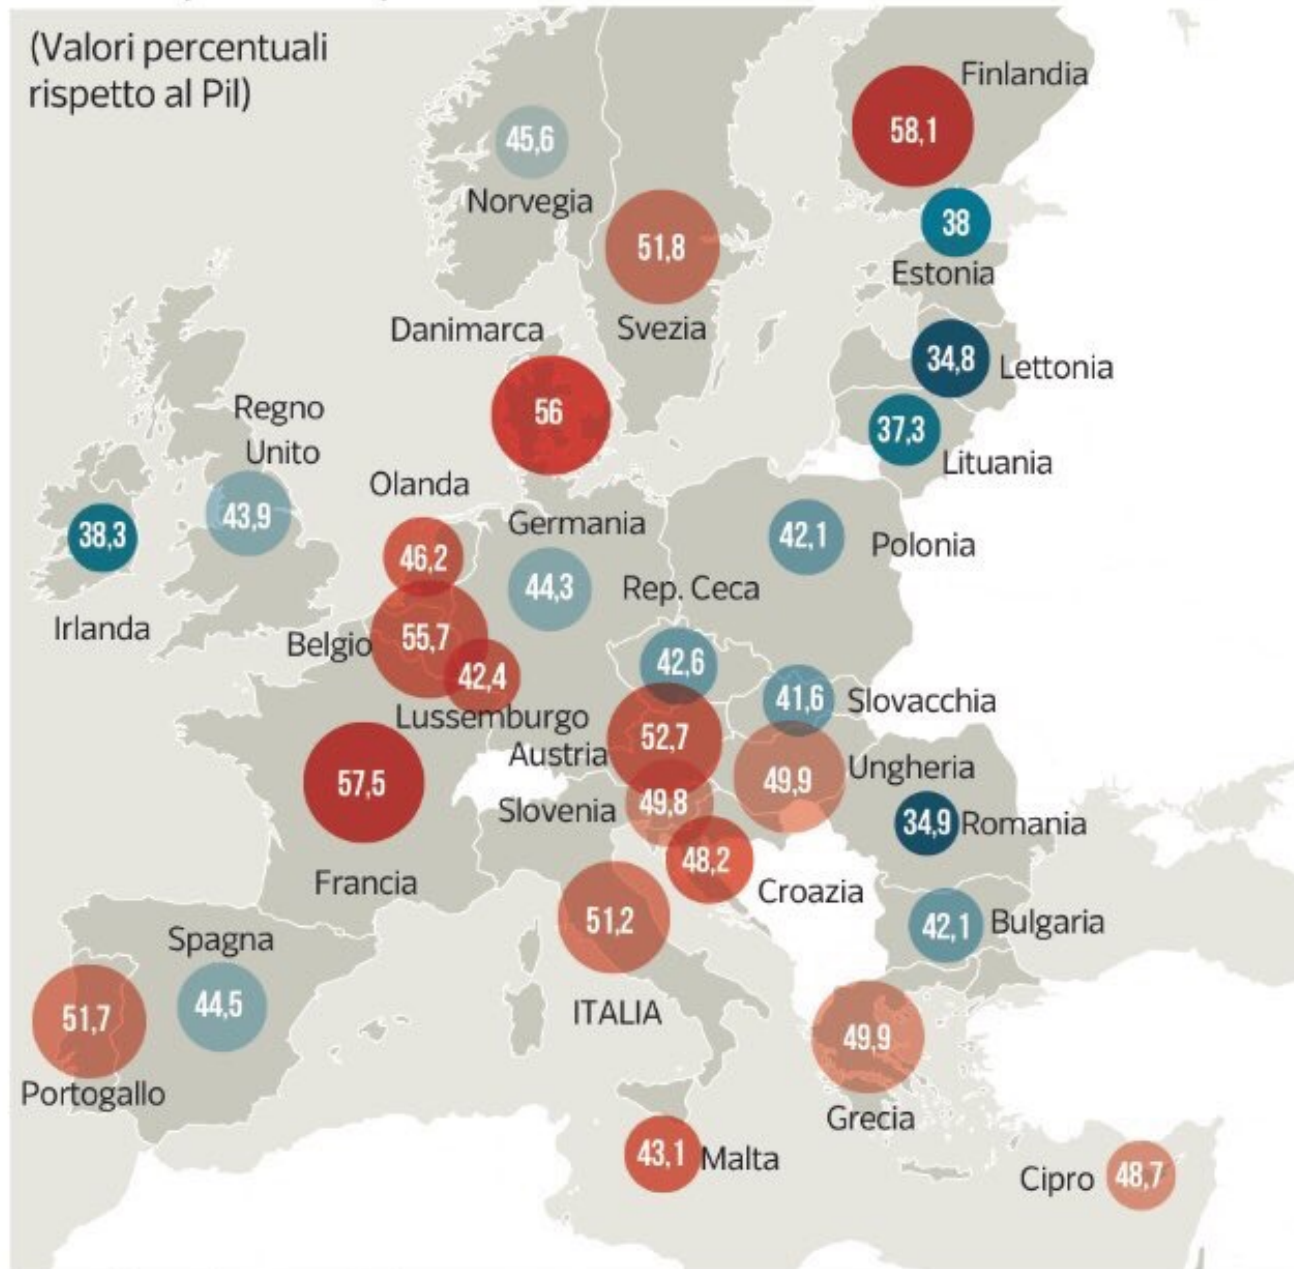 (Valori percentuali
rispetto al Pil)
Finlandia
58,1
45,6
Norvegia
38
Estonia
51,8
Svezia
Danimarca
56
34,8
Lettonia
37,3
Lituania
Regno
Unito
43,9
38,3
Irlanda
Olanda
46,2
Germania
44,3
42,1
Polonia
Rep. Ceca
42,6
Belgio
55,7
42,4
Lussemburgo
41,6
Slovacchia
Austria
52,7
49,9
Ungheria
57,5
Francia
Slovenia
49,8
34,9
Romania
48,2
Croazia
51,2
ITALIA
42,1
Bulgaria
Spagna
44,5
51,7
Portogallo
49,9
Grecia
43,1
Malta
Cipro
48,7